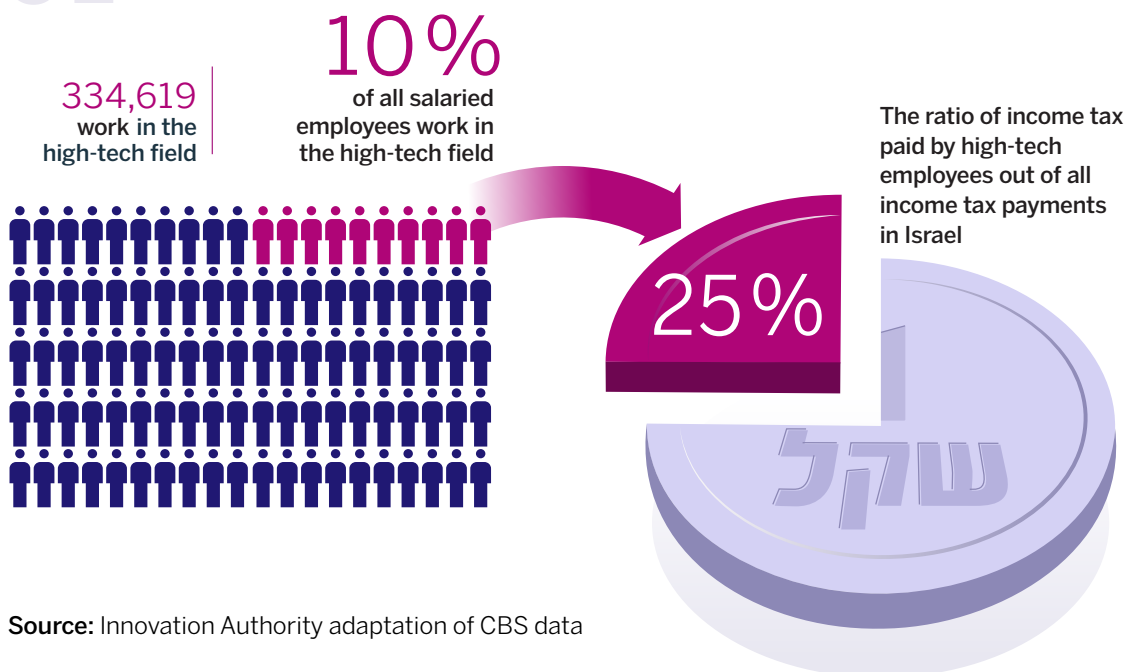 334,619
work in the
high-tech field
10%
of all salaried
employees work in
the high-tech field
The ratio of income tax
paid by high-tech
employees out of all
income tax payments
in Israel
25%
שקל
Source: Innovation Authority adaptation of CBS data